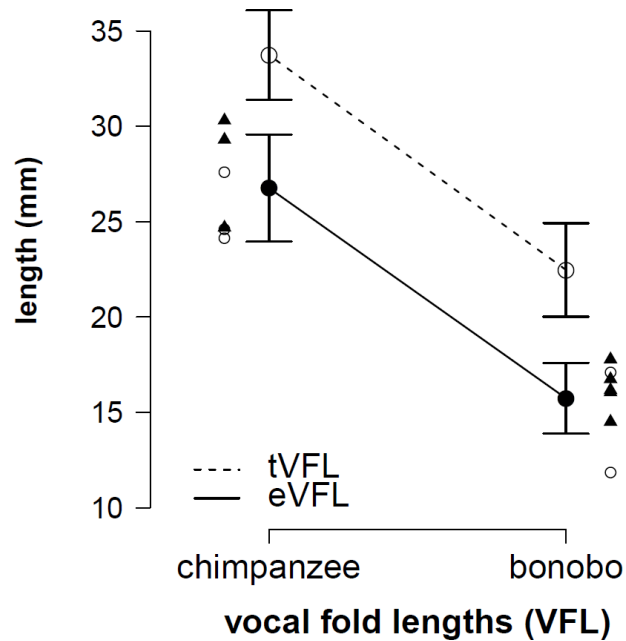 35
30
25
20
15
10
length (mm)
tVFL
eVFL
chimpanzee bonobo
vocal fold lengths (VFL)